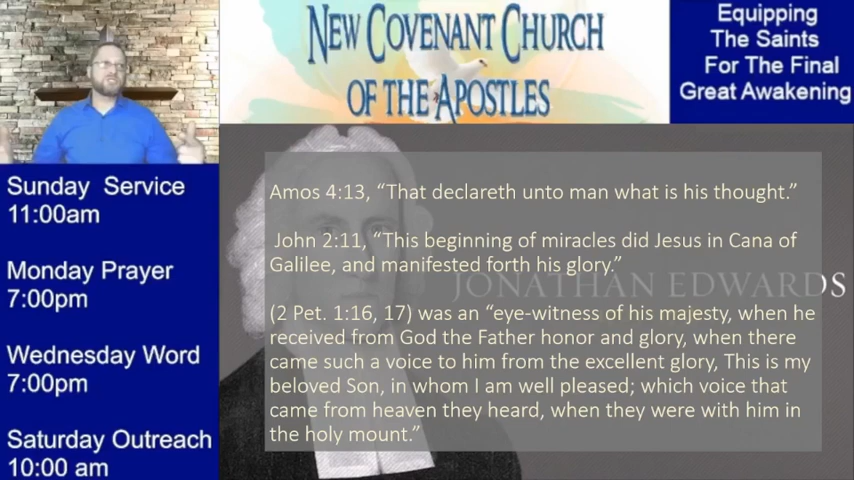 New Covenant Church
of the Apostles
Equipping
The Saints
For The Final
Great Awakening
Sunday Service
11:00am
Monday Prayer
7:00pm
Wednesday Word
7:00pm
Saturday Outreach
10:00 am
Amos 4:13, “That declareth unto man what is his thought.”
John 2:11, “This beginning of miracles did Jesus in Cana of
Galilee, and manifested forth his glory.”
JONATHAN EDWARDS
(2 Pet. 1:16, 17) was an “eye-witness of his majesty, when he
received from God the Father honor and glory, when there
came such a voice to him from the excellent glory, This is my
beloved Son, in whom I am well pleased; which voice that
came from heaven they heard, when they were with him in
the holy mount.”